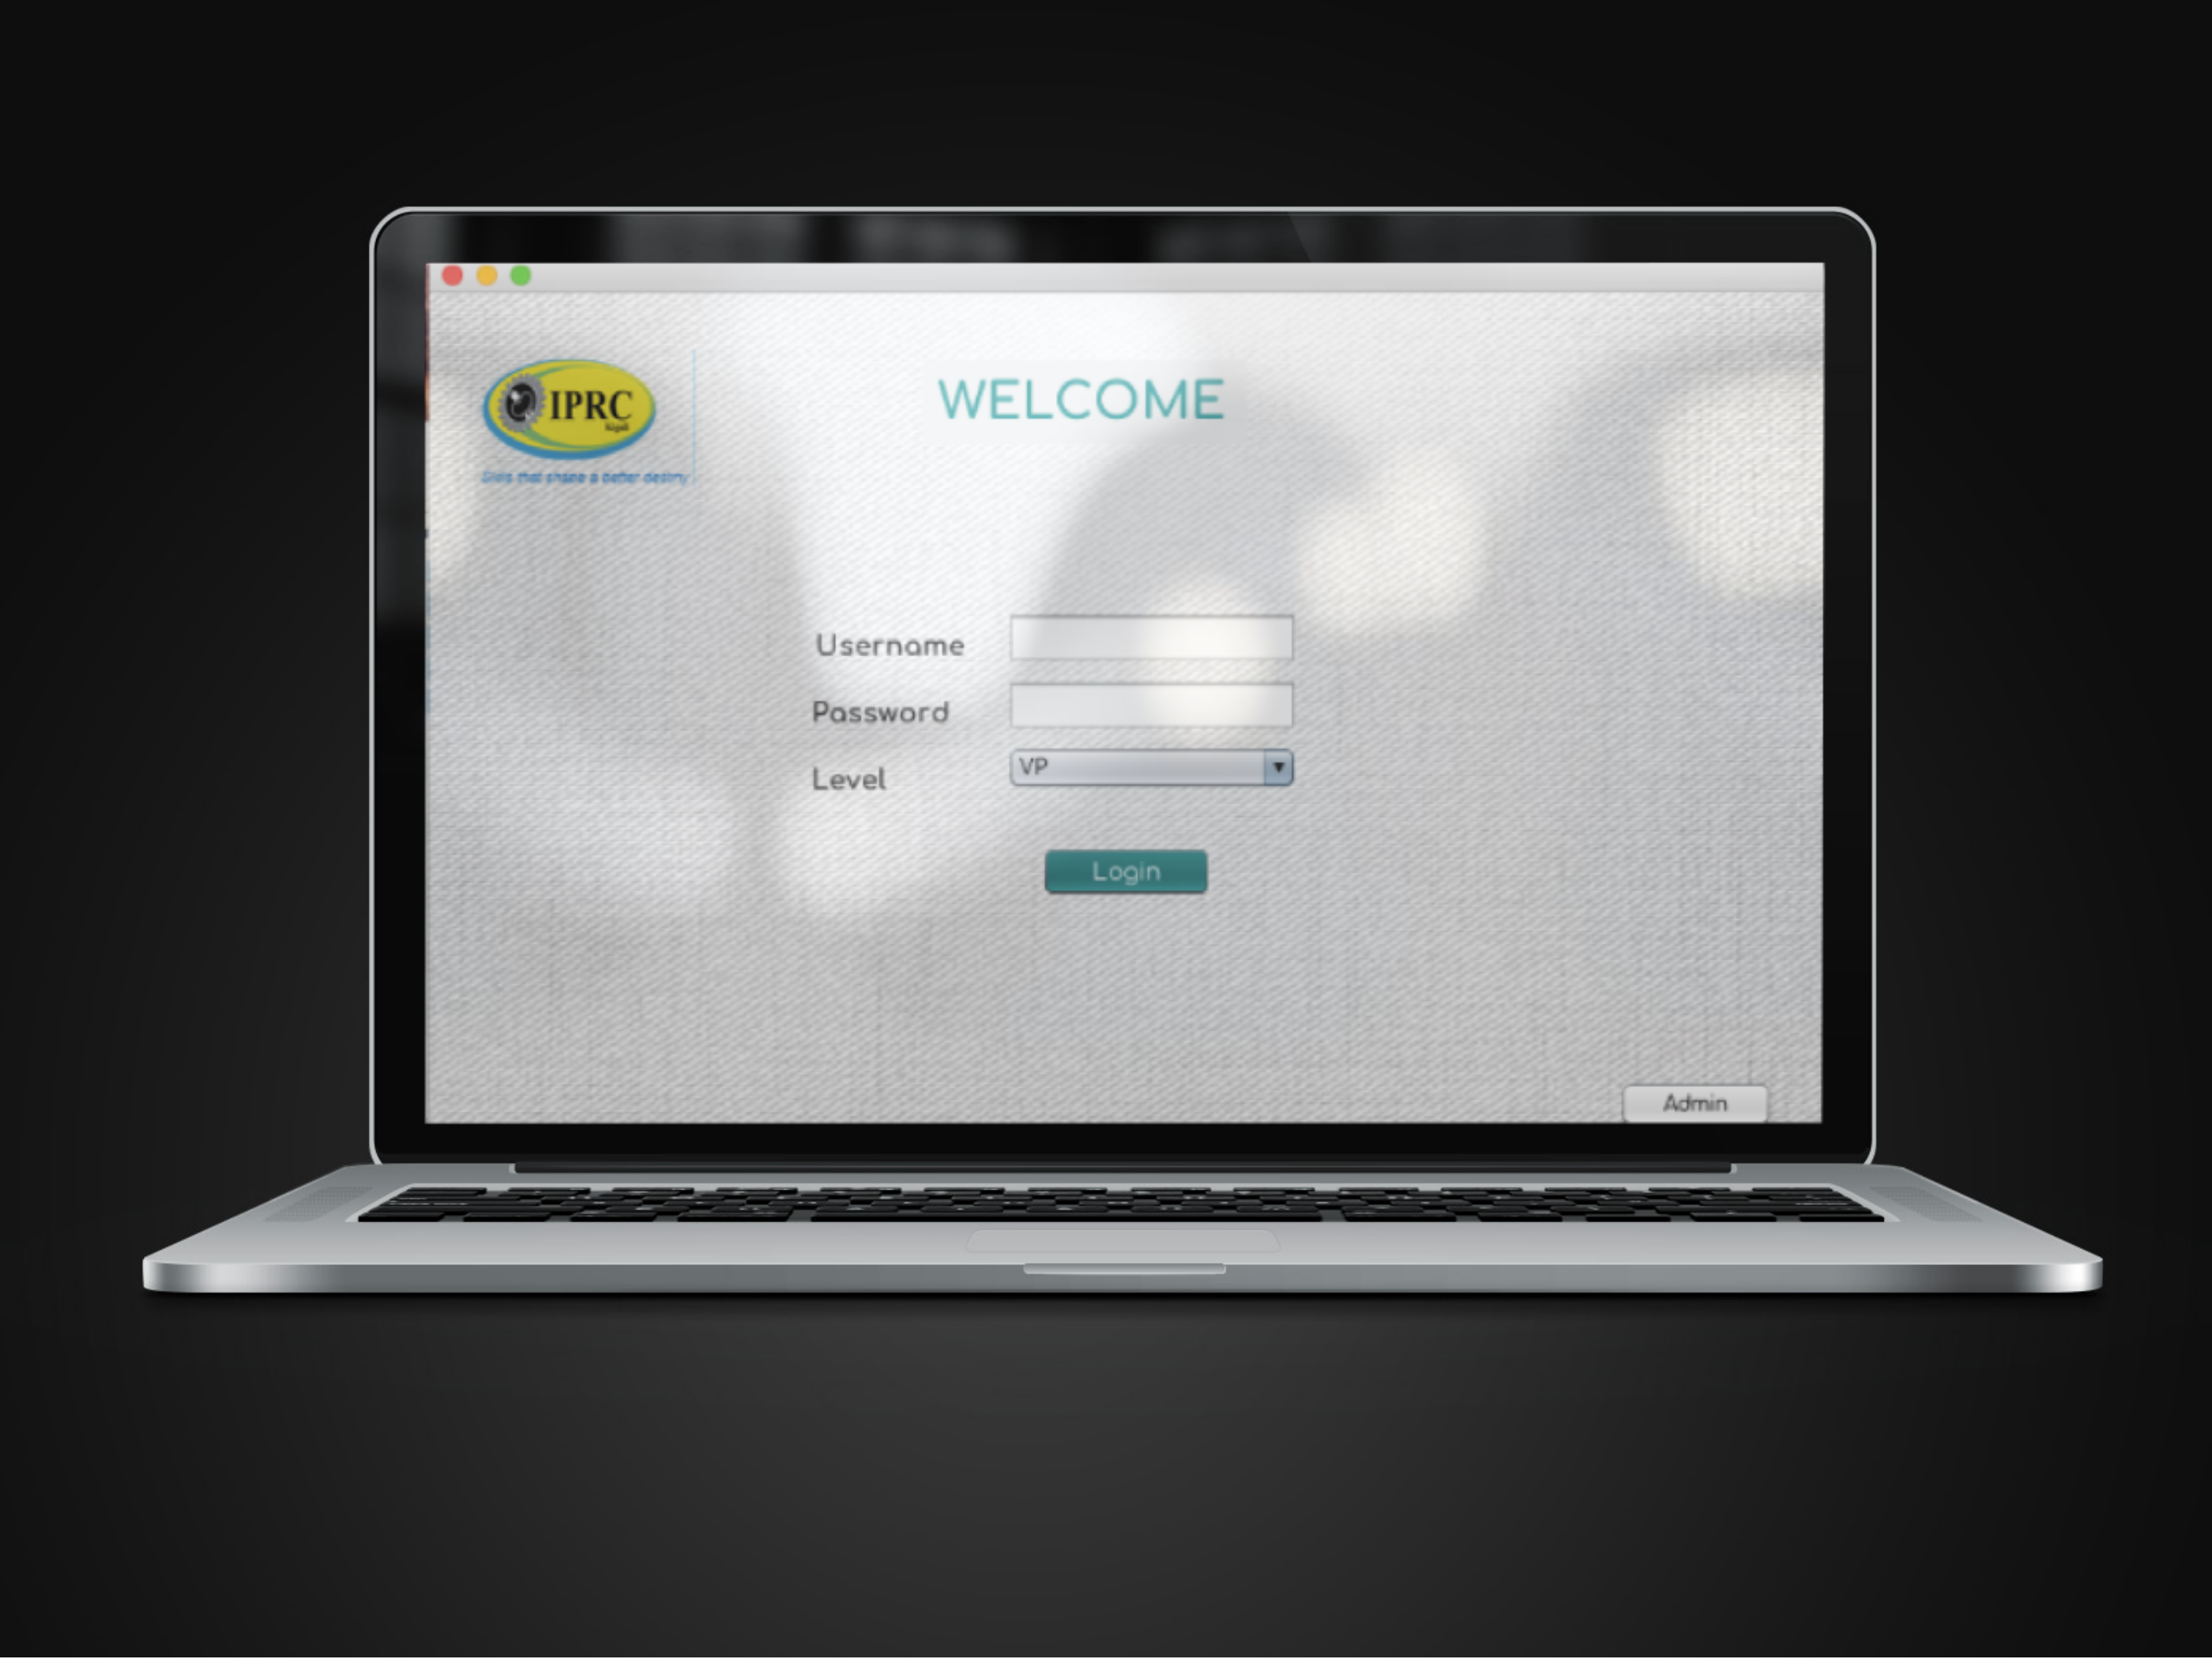 IPRC
Kigali
Skills that shape a better destiny
WELCOME
Username
Password
Level
VP
Login
Admin